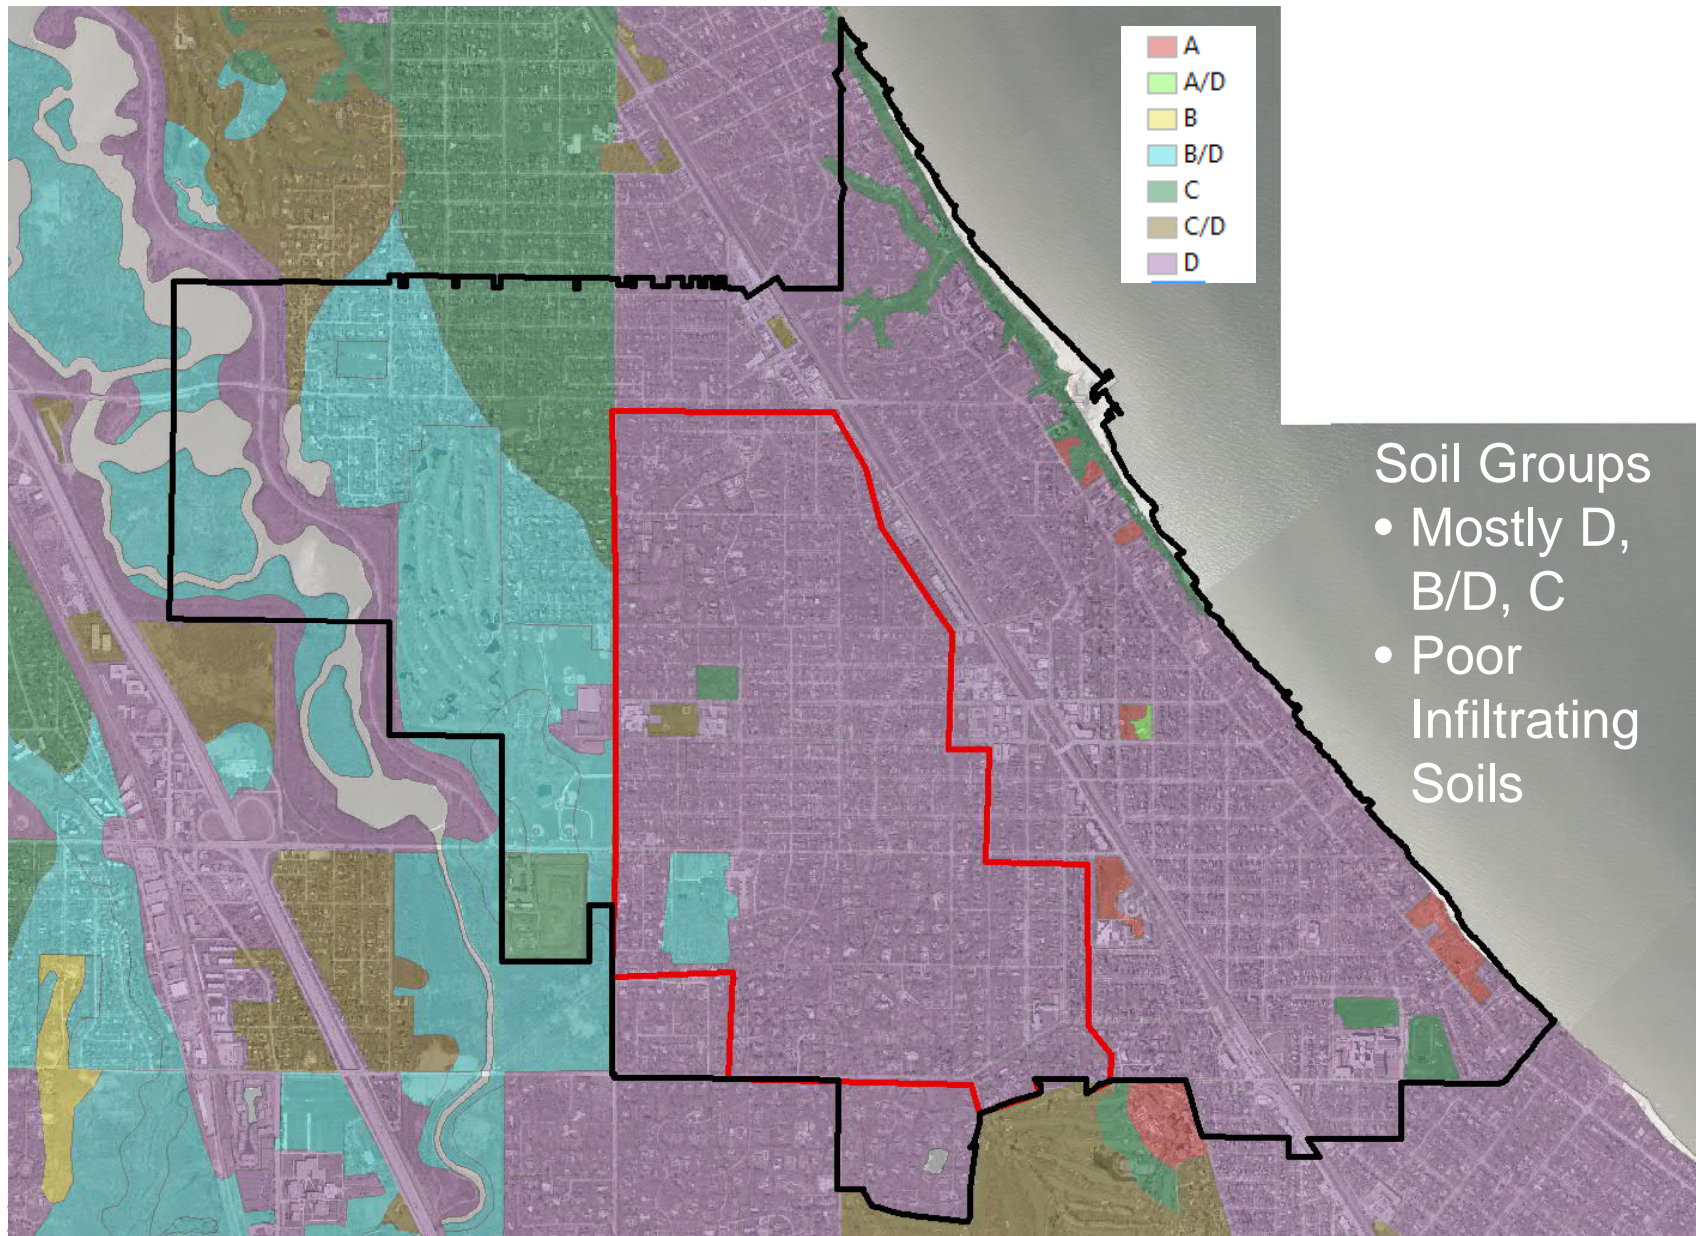 A
A/D
B
B/D
C
C/D
D
Soil Groups
• Mostly D,
B/D, C
• Poor
Infiltrating
Soils